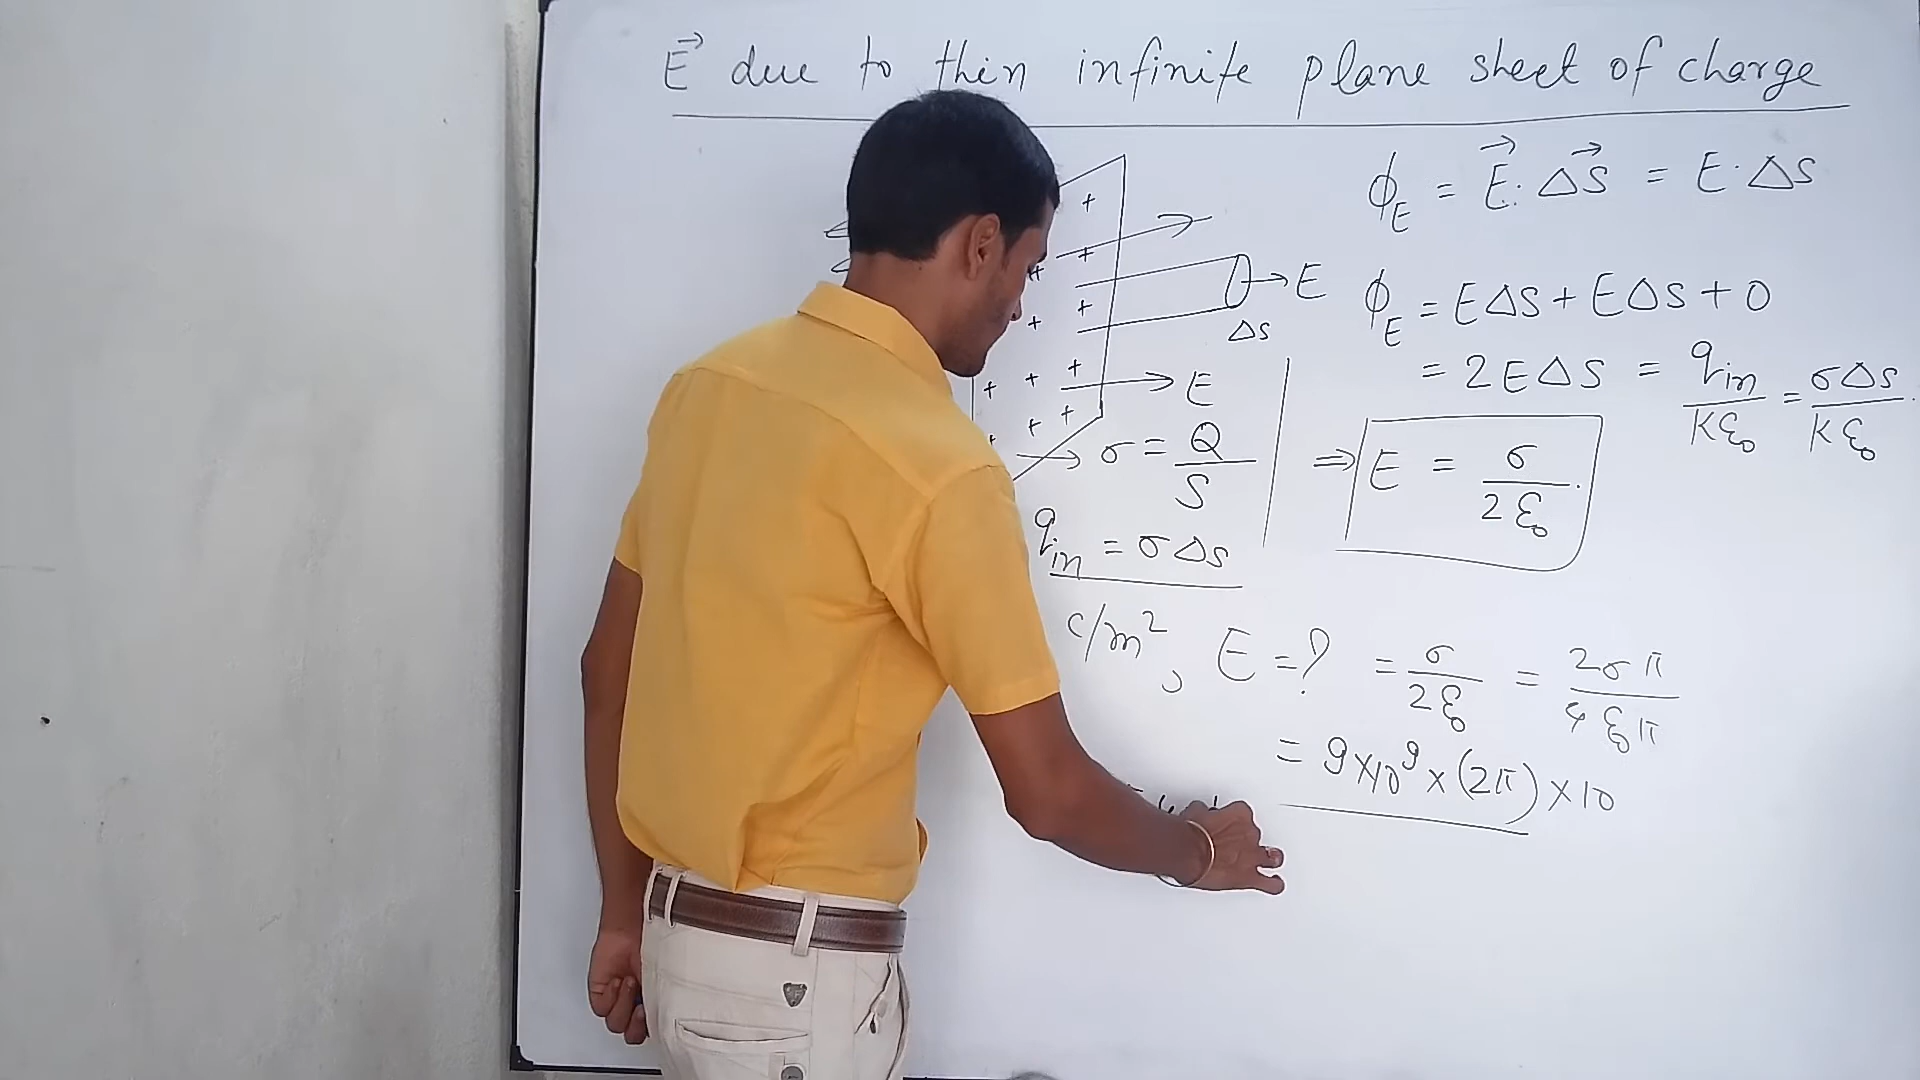 E⃗ due to thin infinite plane sheet of charge
ϕ_E = E⃗ . ΔS⃗ = E . ΔS
E
ΔS
ϕ_E = EΔS + EΔS + 0
= 2EΔS = q_in/Kε₀ = σΔS/Kε₀
E
σ = Q/S
⇒ E = σ/2ε₀
q_in = σΔS
c/m², E = ? = σ/2ε₀ = 2σπ/4ε₀π
= 9×10⁹ × (2π) × 10